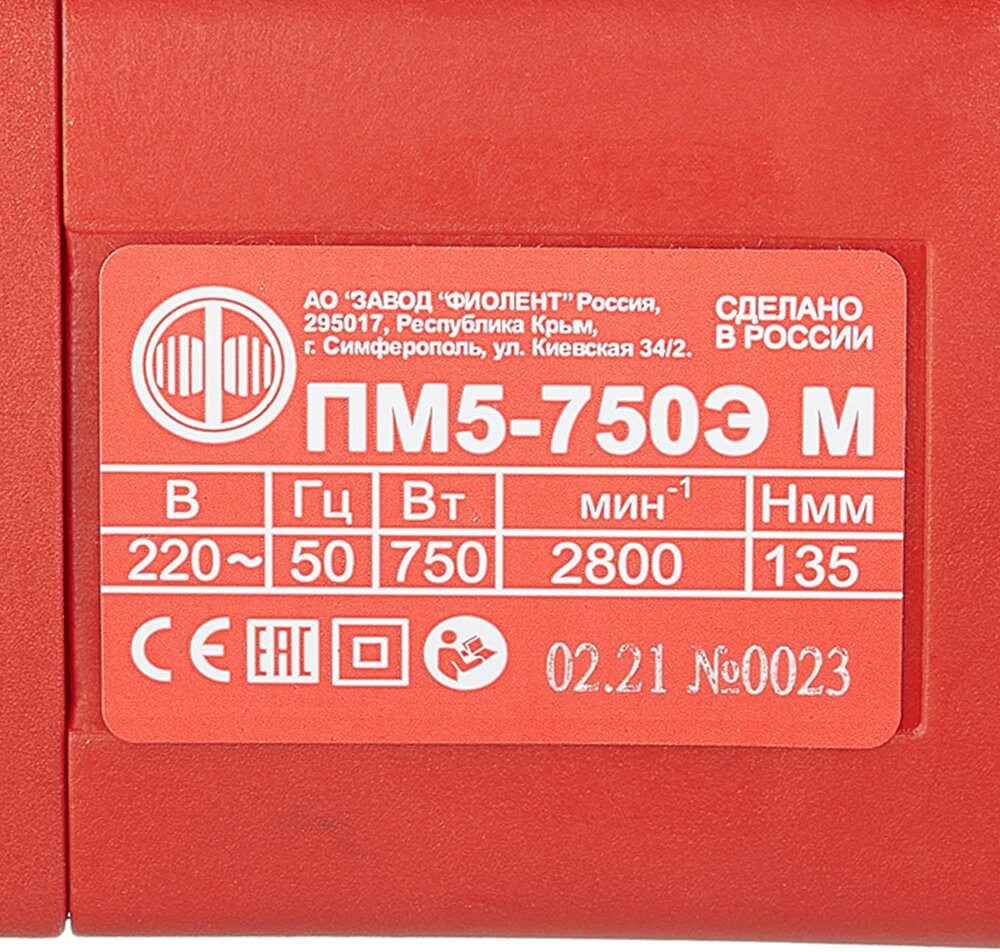 АО "ЗАВОД "ФИОЛЕНТ" Россия,
295017, Республика Крым,
г. Симферополь, ул. Киевская 34/2.
СДЕЛАНО
В РОССИИ
ПМ5-750Э М
В Гц Вт мин⁻¹ Нмм
220~ 50 750 2800 135
CE EAC 02.21 №0023